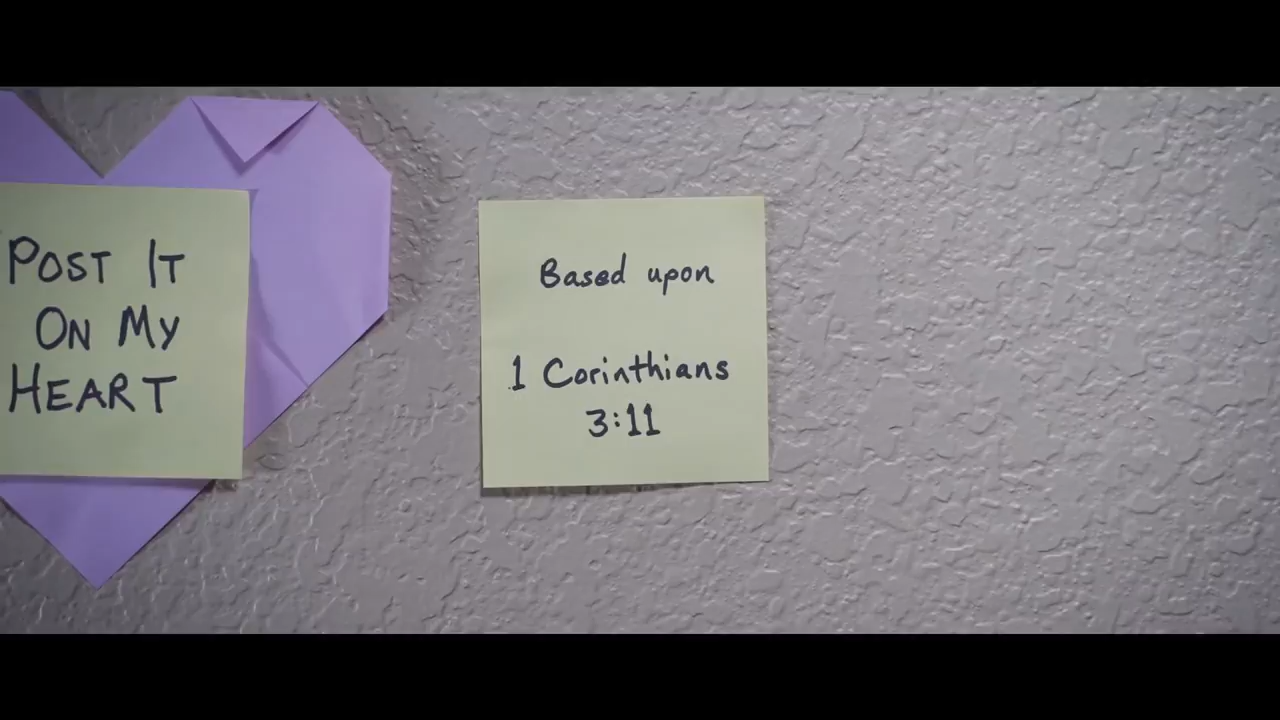 POST IT
ON MY
HEART
Based upon
1 Corinthians
3:11